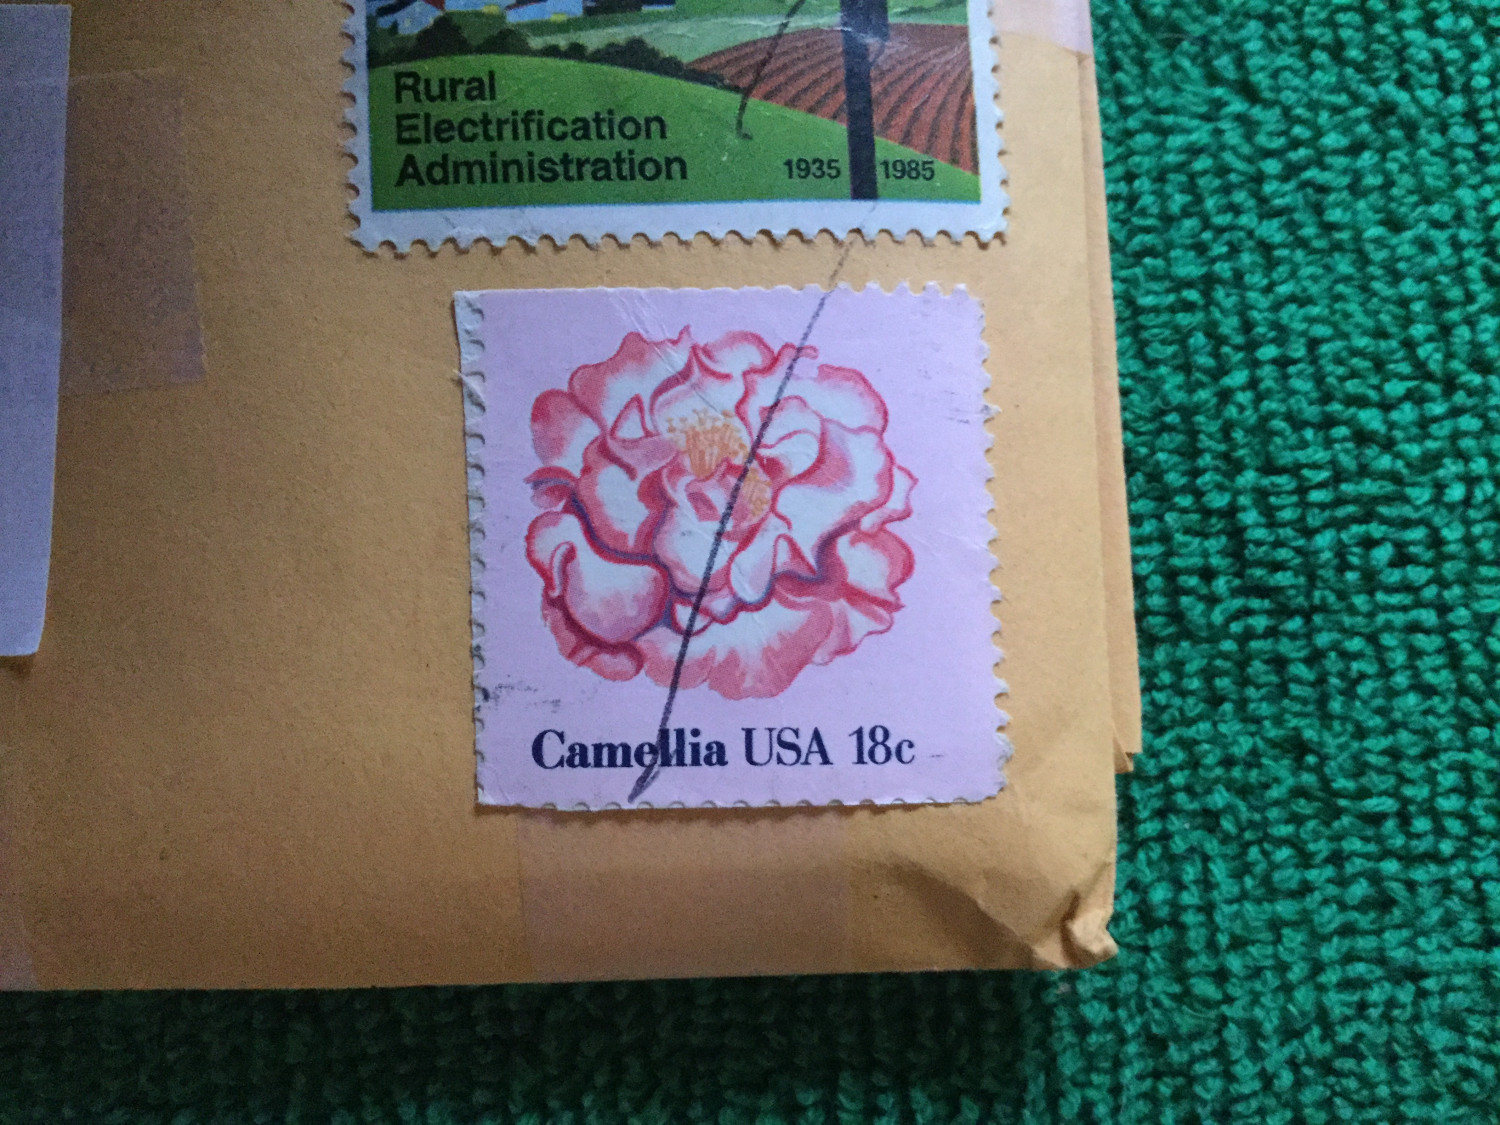 Rural
Electrification
Administration
1935 1985
Camellia USA 18c